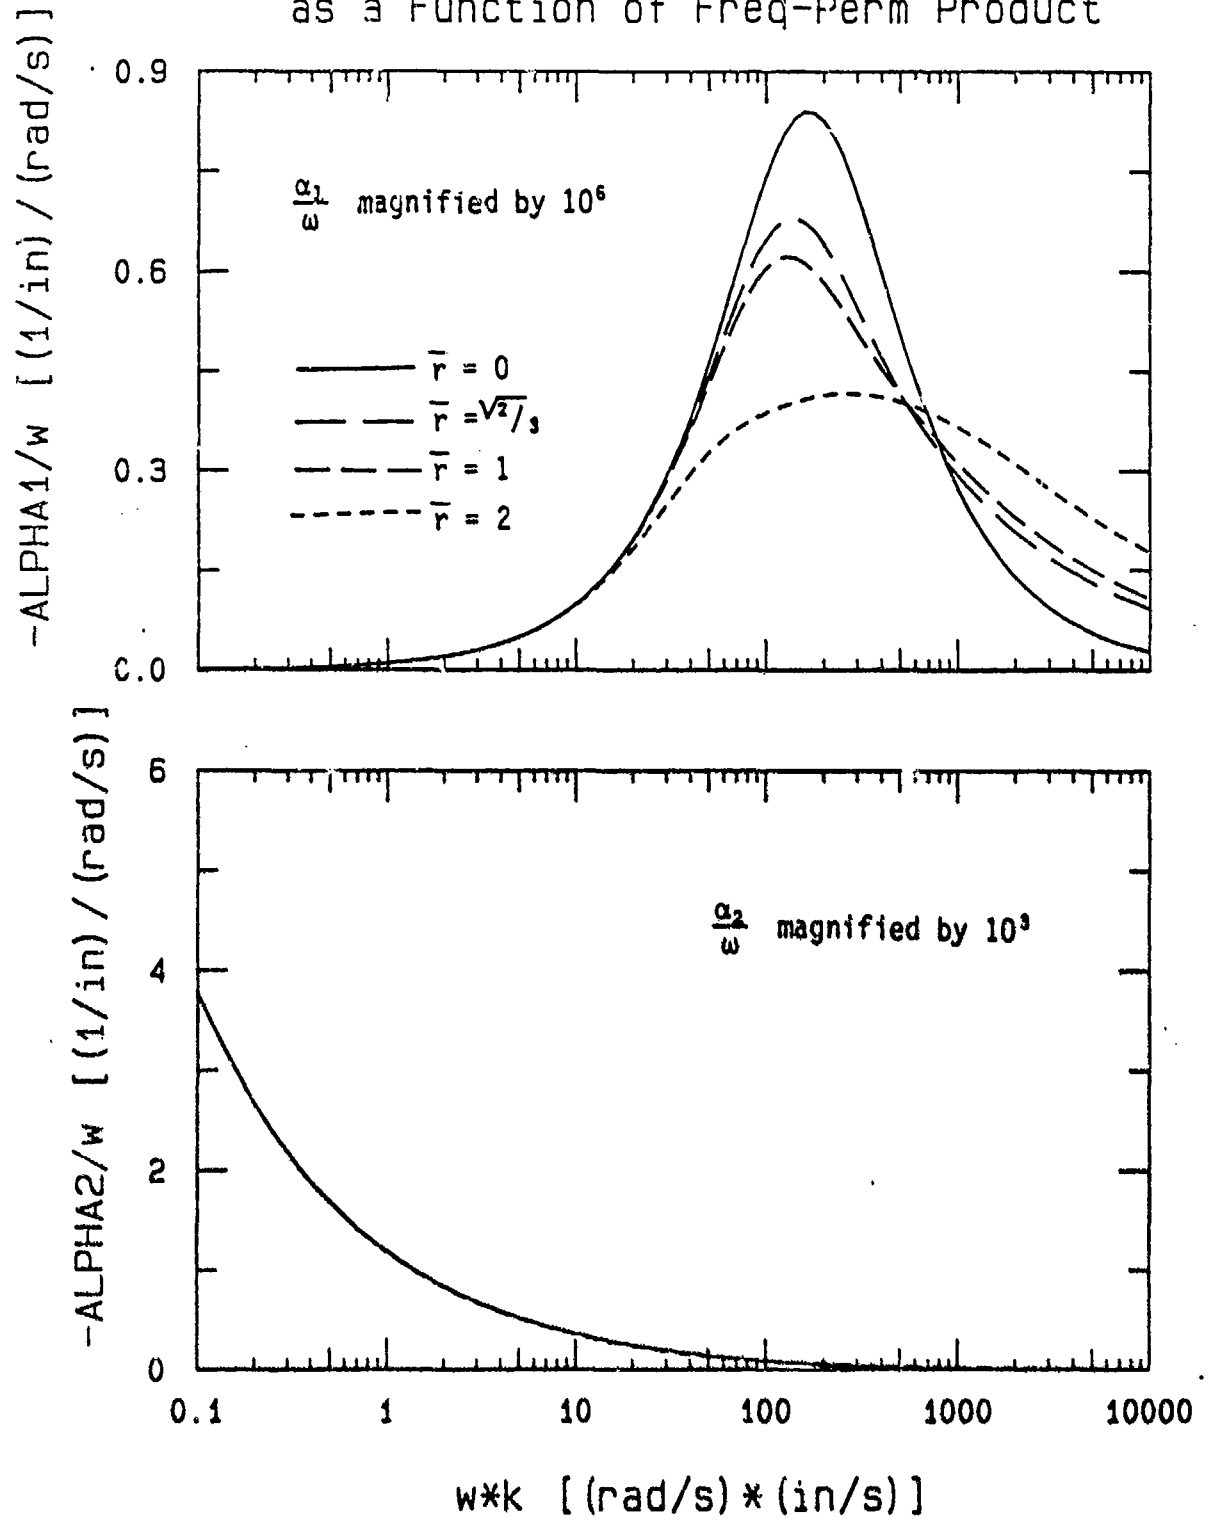 as a Function of Freq-Perm Product
-ALPHA1/w [(1/in)/(rad/s)]
0.9
0.6
0.3
0.0
α₁/ω magnified by 10⁶
r̅ = 0
r̅ = √2/3
r̅ = 1
r̅ = 2
-ALPHA2/w [(1/in)/(rad/s)]
6
4
2
0
α₂/ω magnified by 10³
0.1 1 10 100 1000 10000
w*k [(rad/s)*(in/s)]